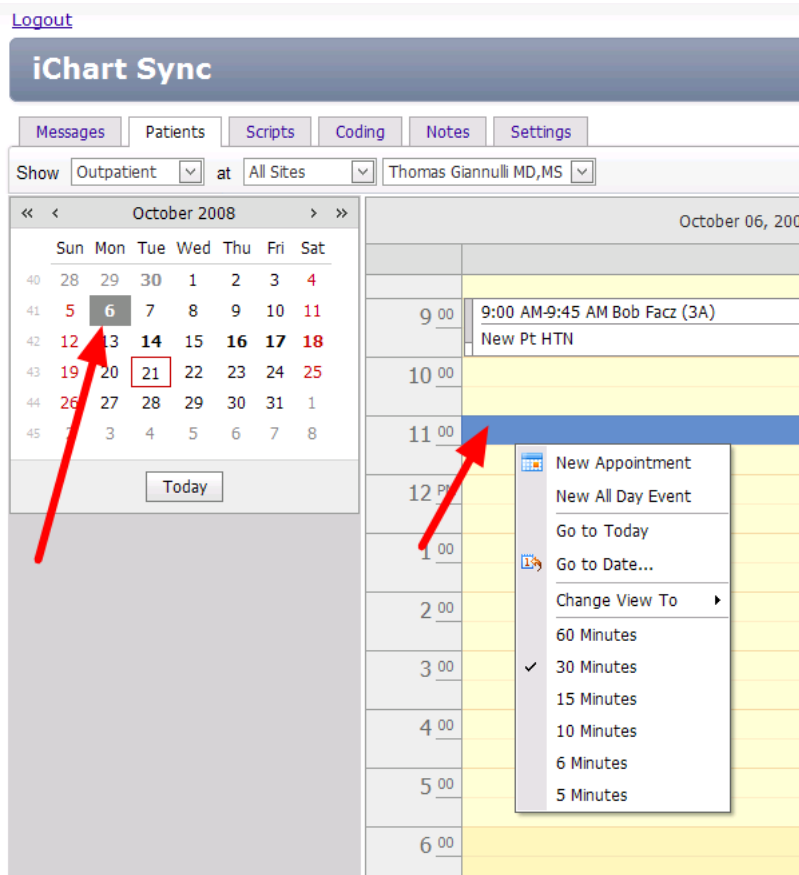 Logout
iChart Sync
Messages Patients Scripts Coding Notes Settings
Show Outpatient at All Sites Thomas Giannulli MD,MS
« ‹ October 2008 › »
October 06, 200
Sun Mon Tue Wed Thu Fri Sat
40 28 29 30 1 2 3 4
41 5 6 7 8 9 10 11
42 12 13 14 15 16 17 18
43 19 20 21 22 23 24 25
44 26 27 28 29 30 31 1
45 3 4 5 6 7 8
Today
9 00
9:00 AM-9:45 AM Bob Facz (3A)
New Pt HTN
10 00
11 00
12 PM
1 00
2 00
3 00
4 00
5 00
6 00
New Appointment
New All Day Event
Go to Today
Go to Date...
Change View To
60 Minutes
30 Minutes
15 Minutes
10 Minutes
6 Minutes
5 Minutes